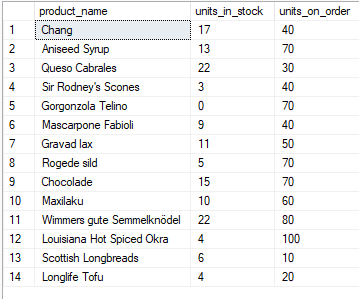 product_name units_in_stock units_on_order
1 Chang 17 40
2 Aniseed Syrup 13 70
3 Queso Cabrales 22 30
4 Sir Rodney's Scones 3 40
5 Gorgonzola Telino 0 70
6 Mascarpone Fabioli 9 40
7 Gravad lax 11 50
8 Rogede sild 5 70
9 Chocolade 15 70
10 Maxilaku 10 60
11 Wimmers gute Semmelknödel 22 80
12 Louisiana Hot Spiced Okra 4 100
13 Scottish Longbreads 6 10
14 Longlife Tofu 4 20